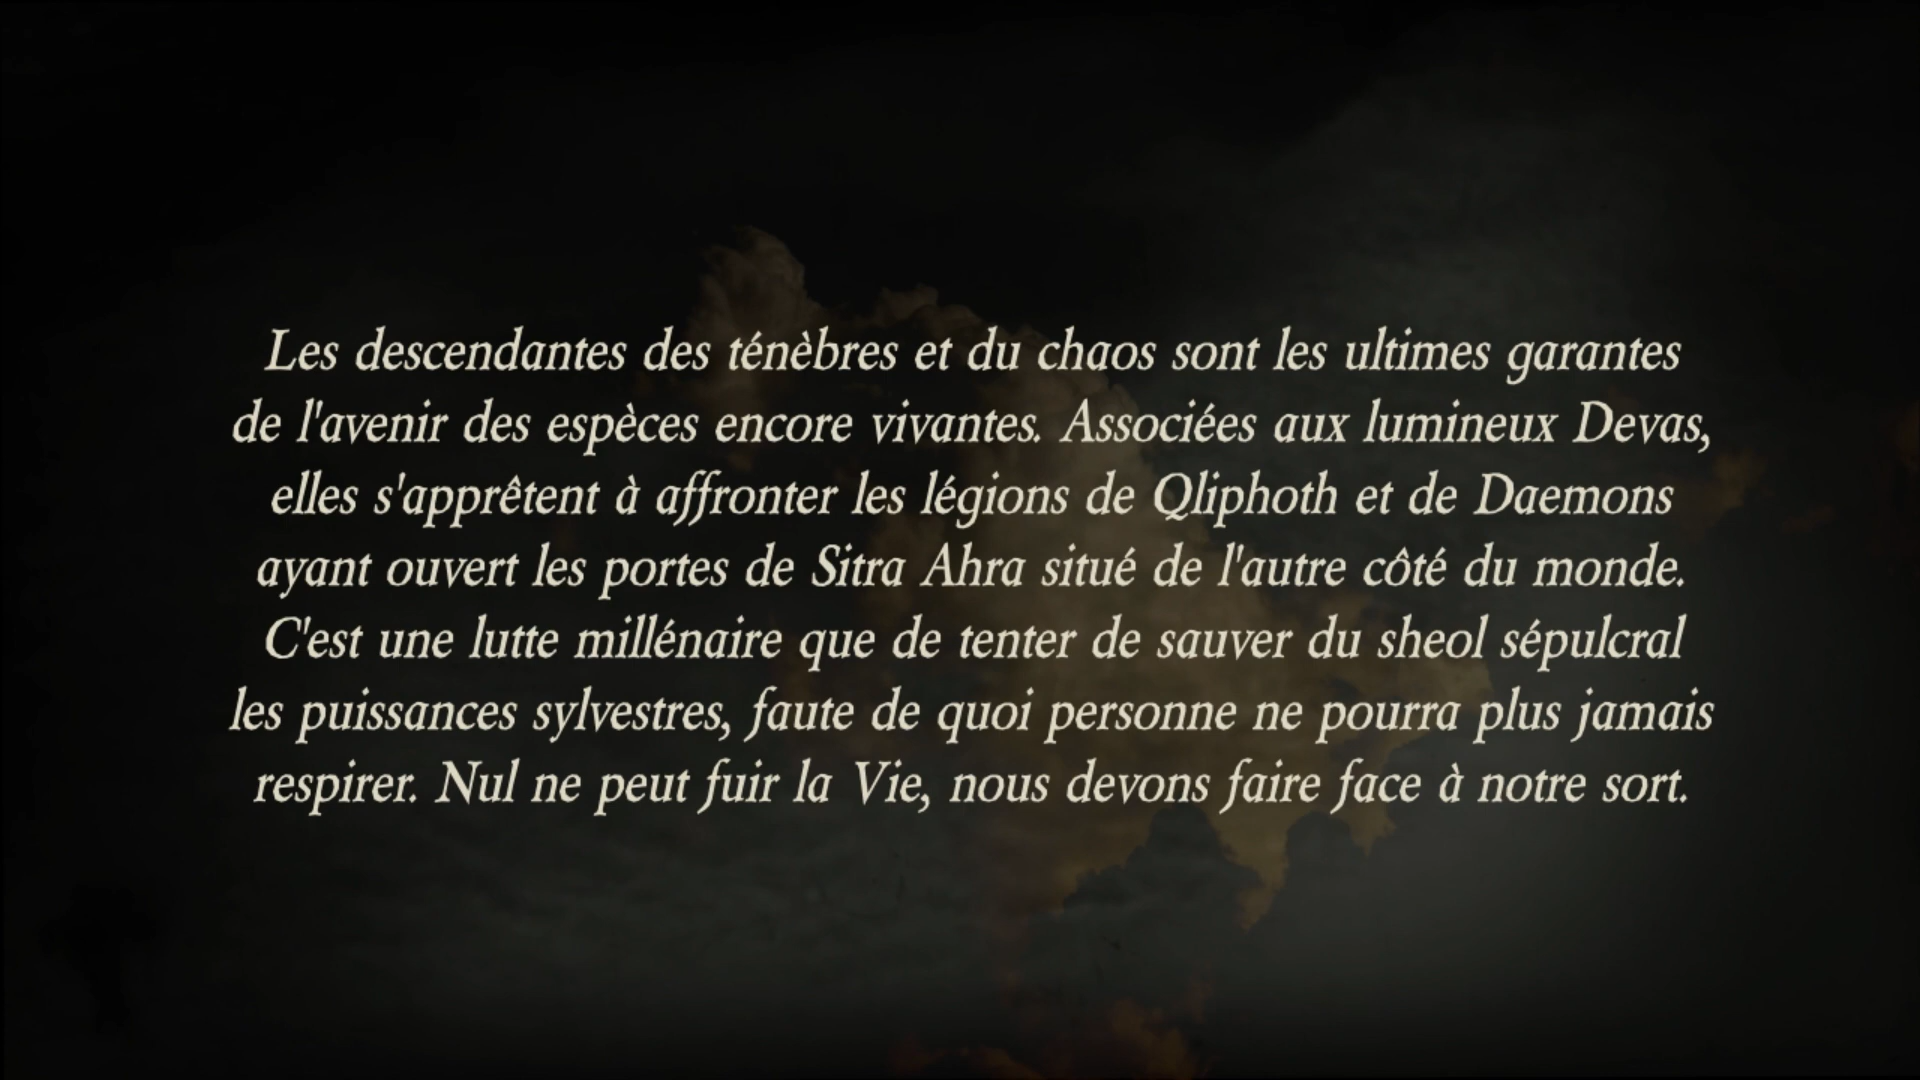 Les descendantes des ténèbres et du chaos sont les ultimes garantes
de l'avenir des espèces encore vivantes. Associées aux lumineux Devas,
elles s'apprêtent à affronter les légions de Qliphoth et de Daemons
ayant ouvert les portes de Sitra Ahra situé de l'autre côté du monde.
C'est une lutte millénaire que de tenter de sauver du sheol sépulcral
les puissances sylvestres, faute de quoi personne ne pourra plus jamais
respirer. Nul ne peut fuir la Vie, nous devons faire face à notre sort.